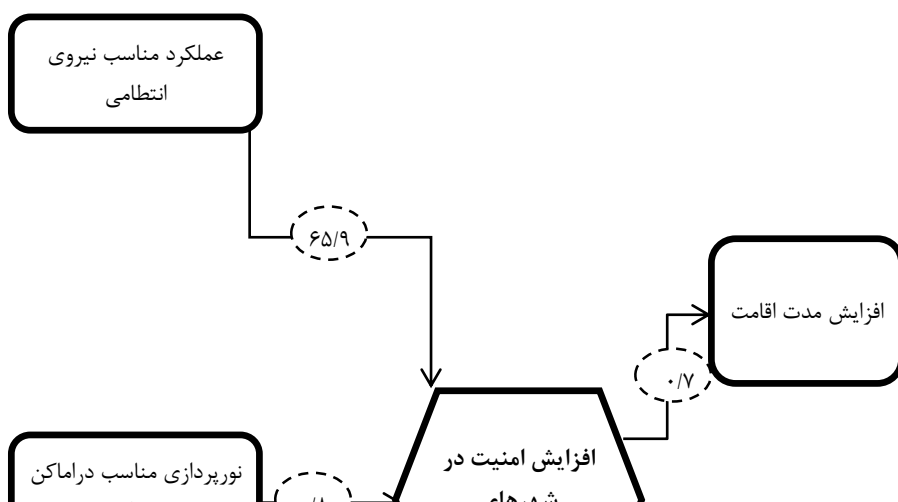 عملکرد مناسب نیروی
انتظامی
۶۵/۹
افزایش مدت اقامت
۰/۷
افزایش امنیت در
نورپردازی مناسب دراماکن